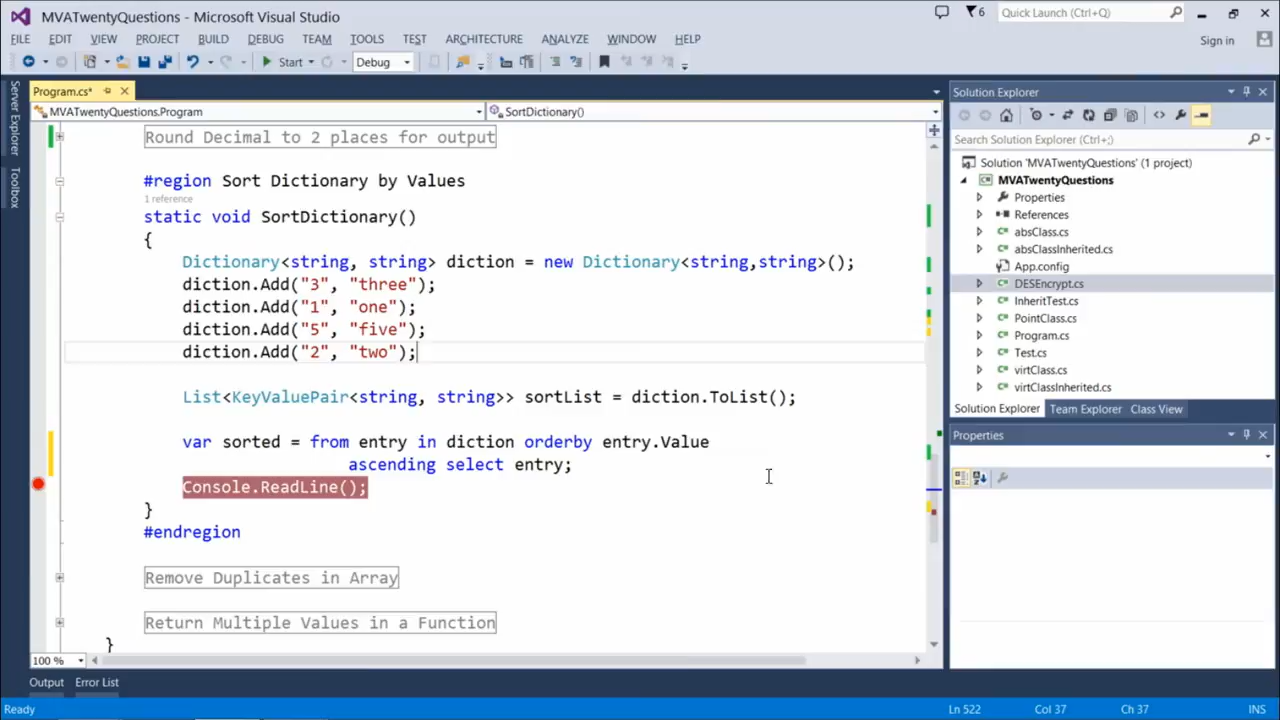 MVATwentyQuestions - Microsoft Visual Studio
6
Quick Launch (Ctrl+Q)
FILE EDIT VIEW PROJECT BUILD DEBUG TEAM TOOLS TEST ARCHITECTURE ANALYZE WINDOW HELP
Sign in
Start Debug
Server Explorer
Toolbox
Program.cs*
MVATwentyQuestions.Program
SortDictionary()
Round Decimal to 2 places for output
#region Sort Dictionary by Values
1 reference
static void SortDictionary()
{
Dictionary<string, string> diction = new Dictionary<string,string>();
diction.Add("3", "three");
diction.Add("1", "one");
diction.Add("5", "five");
diction.Add("2", "two");
List<KeyValuePair<string, string>> sortList = diction.ToList();
var sorted = from entry in diction orderby entry.Value
ascending select entry;
Console.ReadLine();
}
#endregion
Remove Duplicates in Array
Return Multiple Values in a Function
}
100 %
Solution Explorer
Search Solution Explorer (Ctrl+;)
Solution 'MVATwentyQuestions' (1 project)
MVATwentyQuestions
Properties
References
absClass.cs
absClassInherited.cs
App.config
DESEncrypt.cs
InheritTest.cs
PointClass.cs
Program.cs
Test.cs
virtClass.cs
virtClassInherited.cs
Solution Explorer Team Explorer Class View
Properties
Output Error List
Ready
Ln 522 Col 37 Ch 37 INS